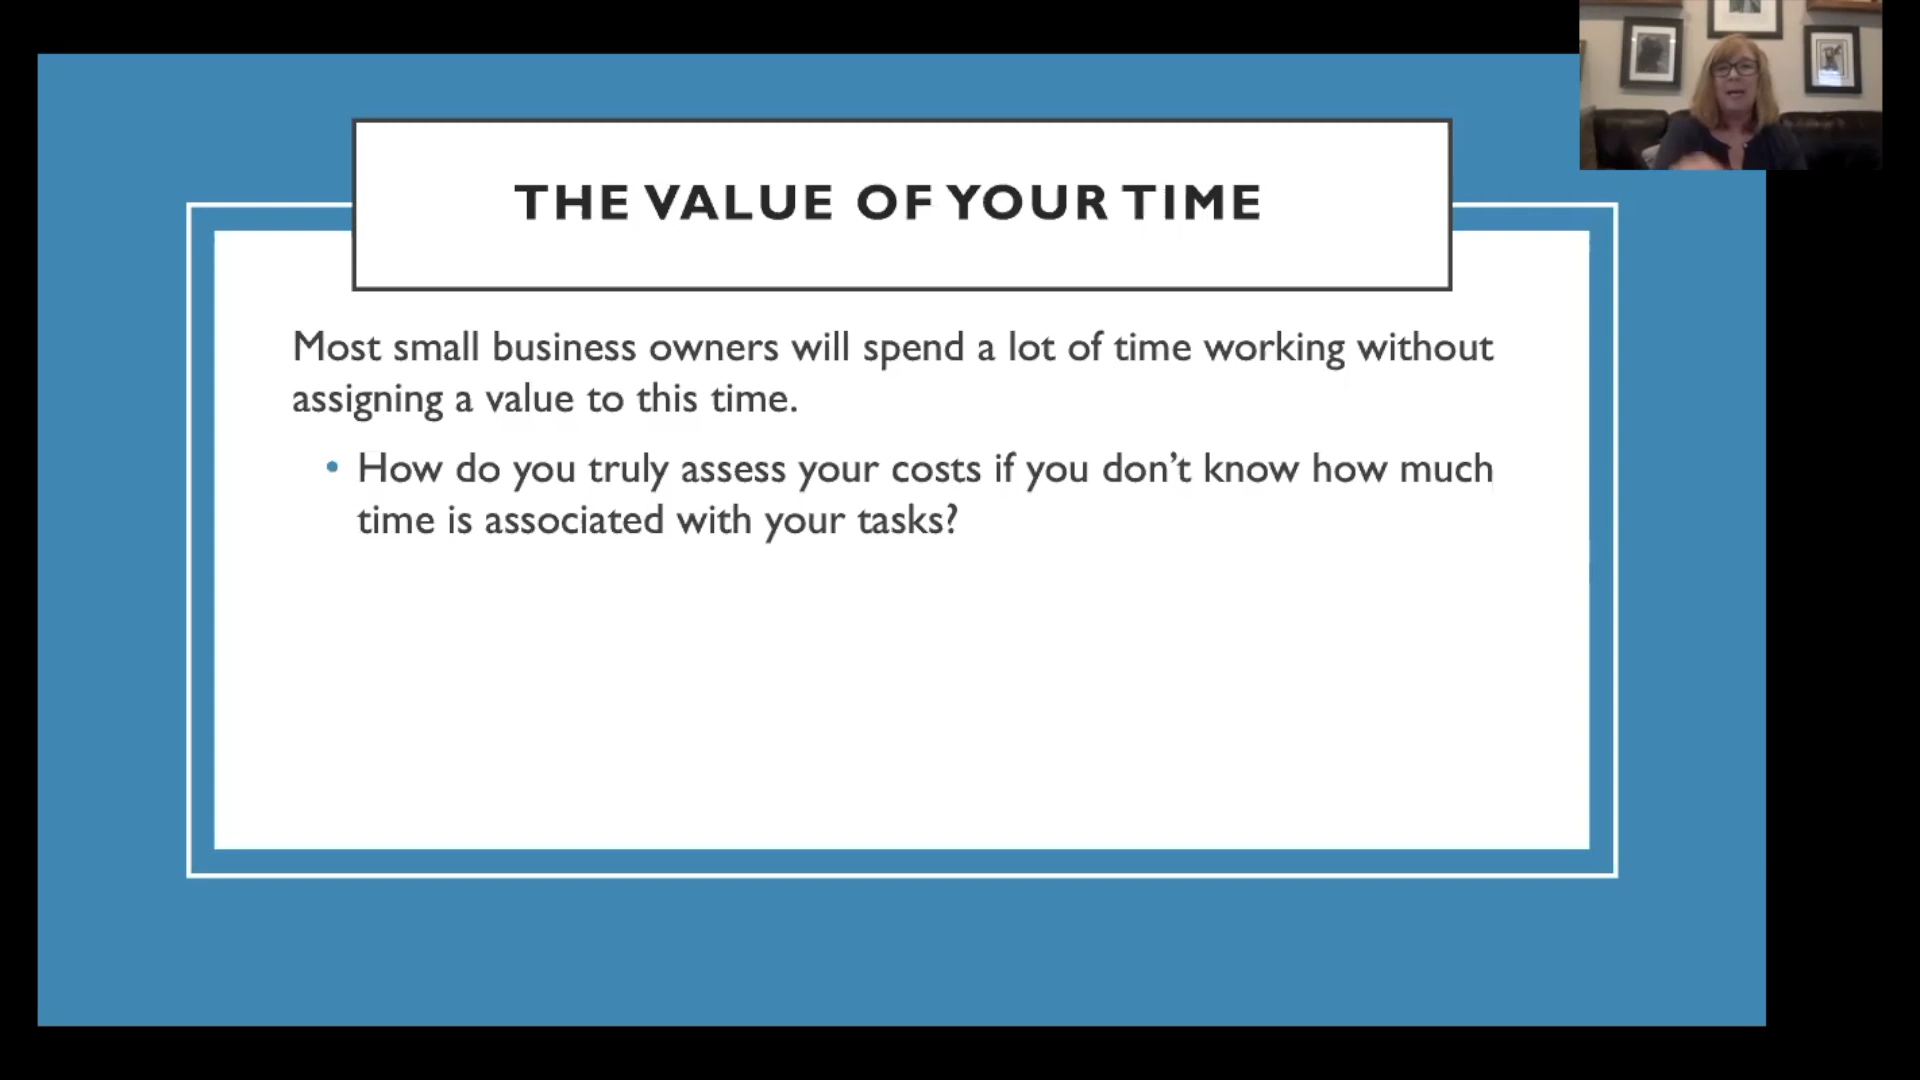 THE VALUE OF YOUR TIME
Most small business owners will spend a lot of time working without
assigning a value to this time.
• How do you truly assess your costs if you don’t know how much
time is associated with your tasks?